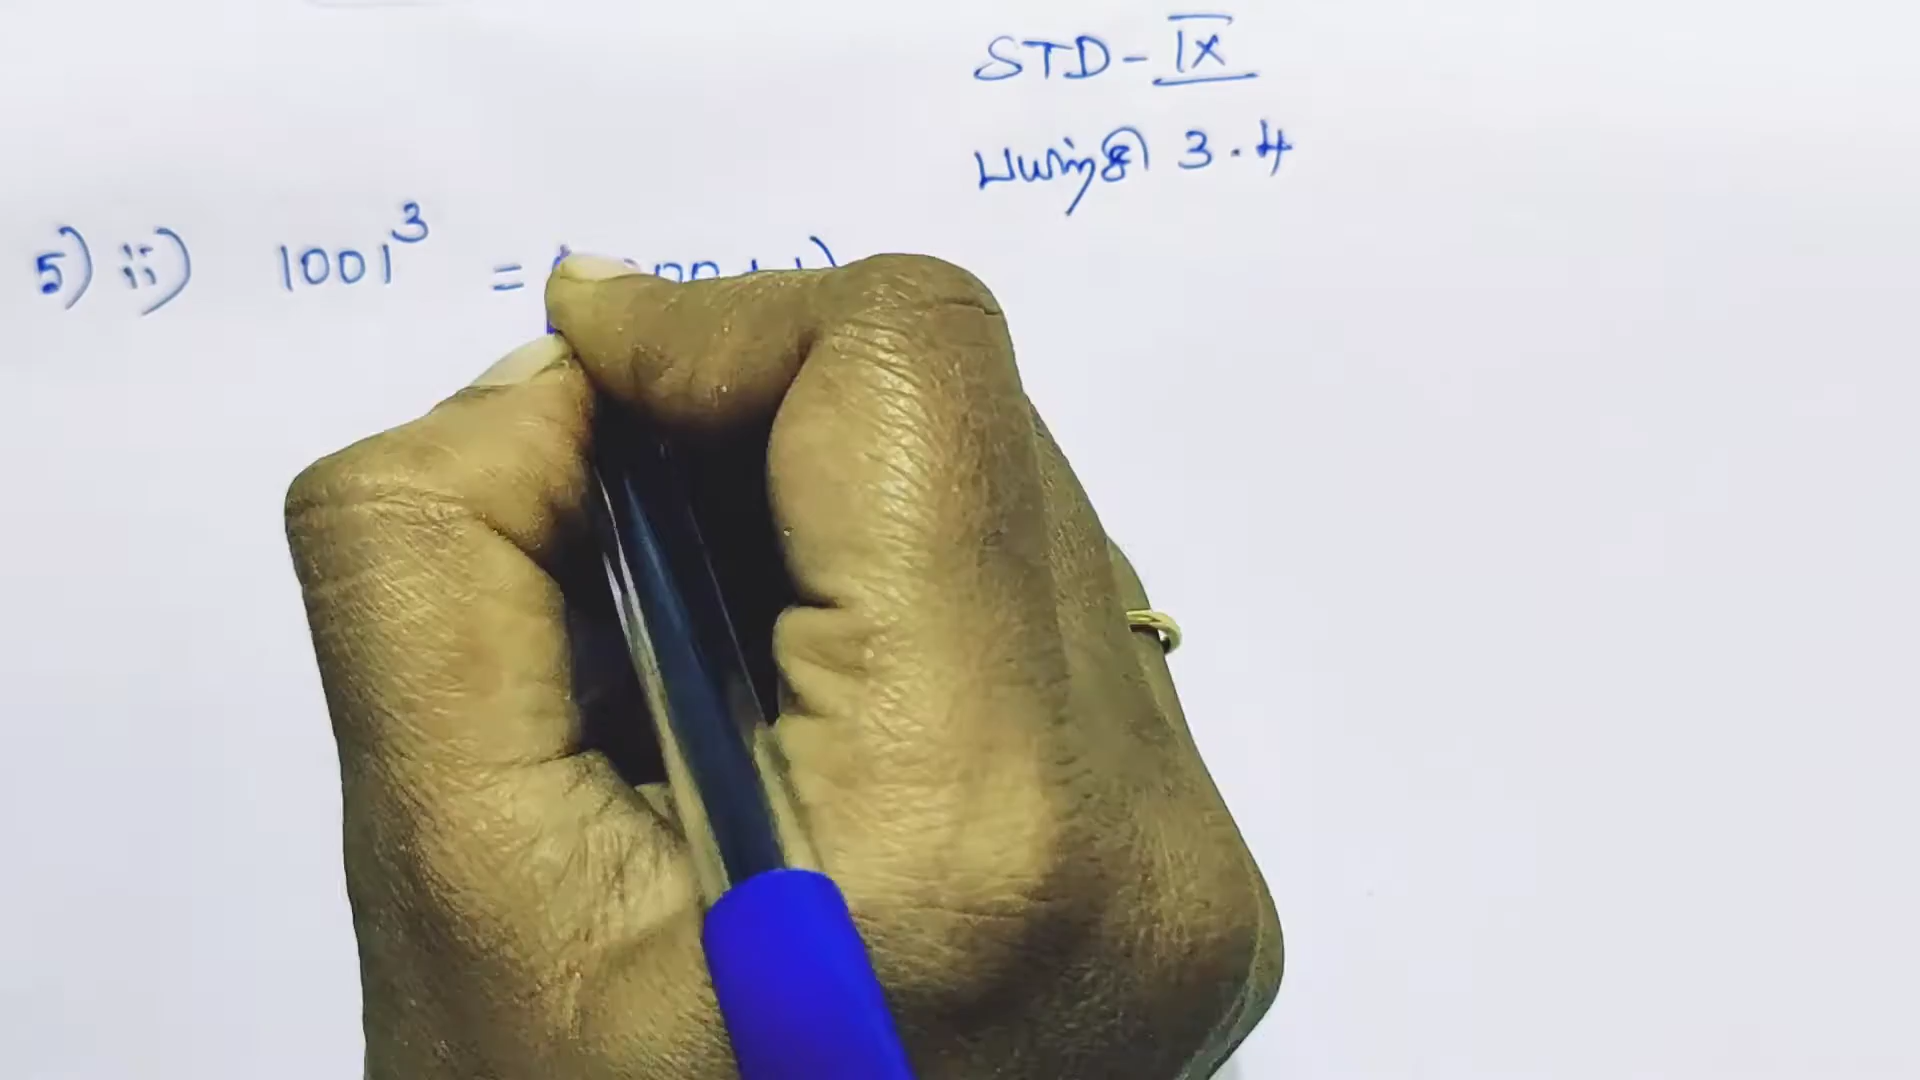 STD - IX
பயிற்சி 3.4
5) ii) 1001³ =